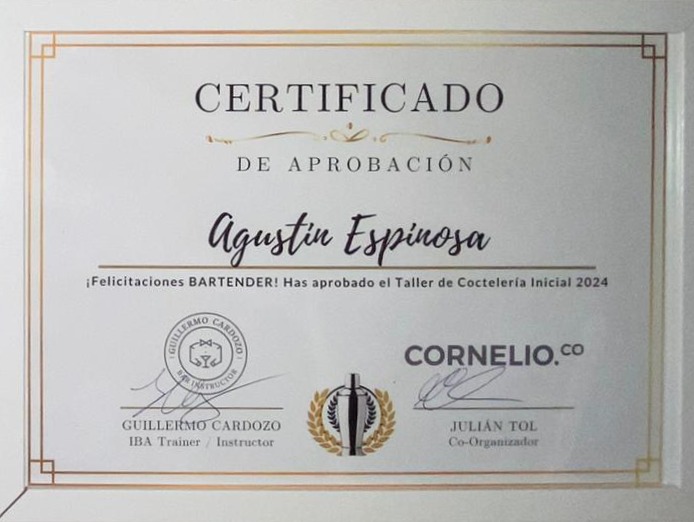 CERTIFICADO
DE APROBACIÓN
Agustín Espinosa
¡Felicitaciones BARTENDER! Has aprobado el Taller de Coctelería Inicial 2024
GUILLERMO CARDOZO
BAR INSTRUCTOR
CORNELIO.CO
GUILLERMO CARDOZO
IBA Trainer / Instructor
JULIÁN TOL
Co-Organizador